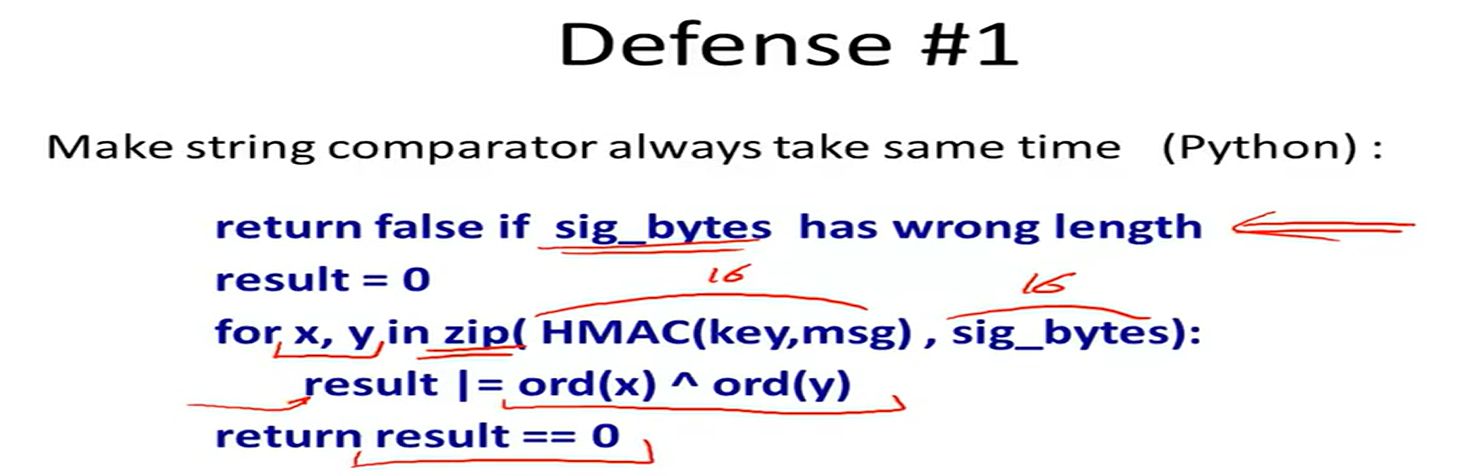 Defense #1
Make string comparator always take same time (Python) :
return false if sig_bytes has wrong length
result = 0
16 16
for x, y in zip( HMAC(key,msg) , sig_bytes):
result |= ord(x) ^ ord(y)
return result == 0